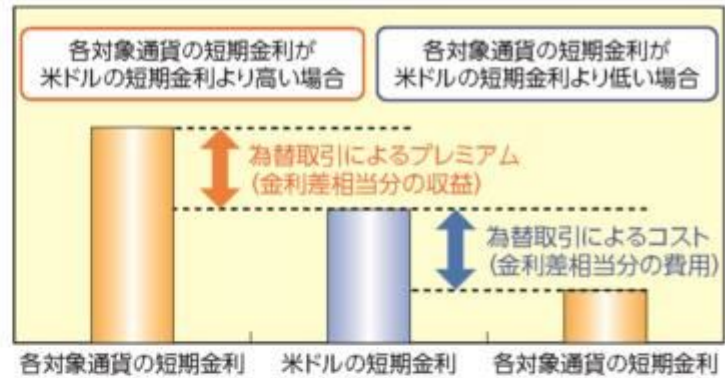 各対象通貨の短期金利が
米ドルの短期金利より高い場合
各対象通貨の短期金利が
米ドルの短期金利より低い場合
為替取引によるプレミアム
(金利差相当分の収益)
為替取引によるコスト
(金利差相当分の費用)
各対象通貨の短期金利
米ドルの短期金利
各対象通貨の短期金利